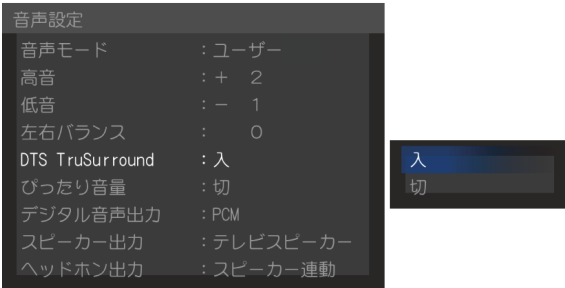 音声設定
音声モード ：ユーザー
高音 ：＋ 2
低音 ：－ 1
左右バランス ： 0
DTS TruSurround ：入
ぴったり音量 ：切
デジタル音声出力 ：PCM
スピーカー出力 ：テレビスピーカー
ヘッドホン出力 ：スピーカー連動
入
切